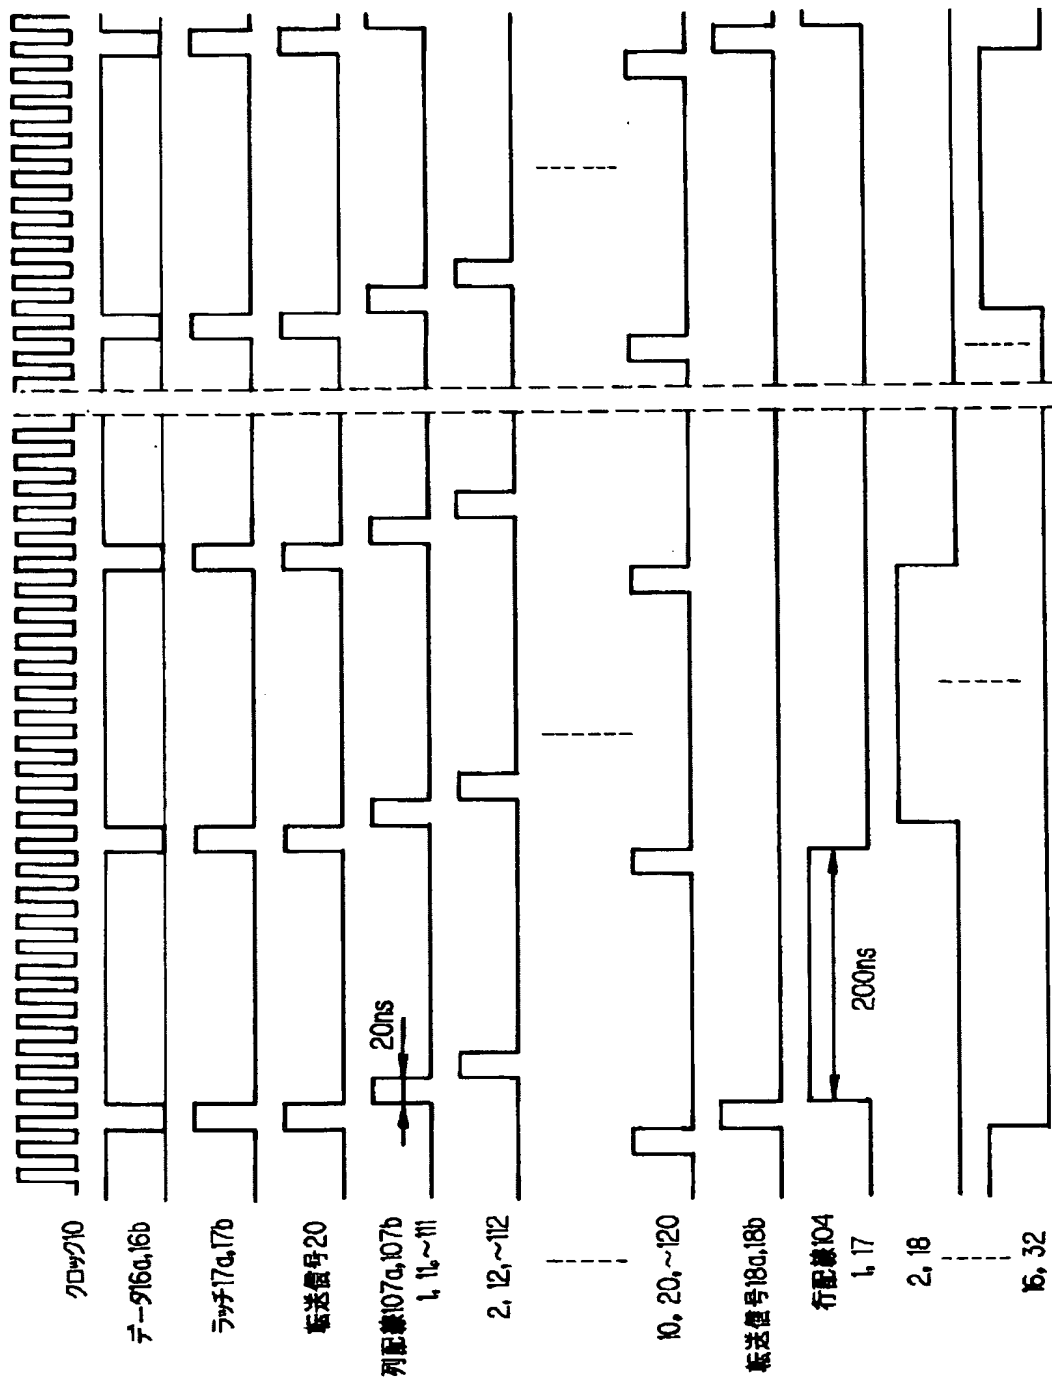 クロック10
データ16a,16b
ラッチ17a,17b
転送信号20
列配線107a,107b
1, 11,~111
2, 12,~112
10, 20,~120
転送信号18a,18b
行配線104
1, 17
2, 18
16, 32
20ns
200ns